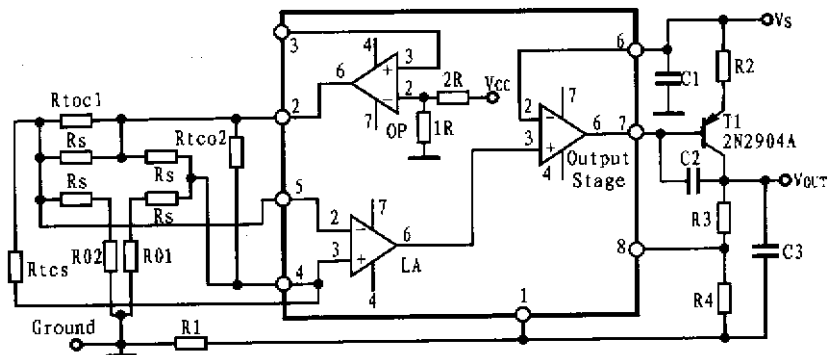 3
4
3
6
2
7
OP
2R
Vcc
1R
6
6
2
3
7
6
4
Output
Stage
7
C1
Vs
R2
T1
2N2904A
C2
VOUT
R3
R4
C3
8
Rtoc1
Rs
Rs
Rs
Rs
Rtco2
2
5
4
2
3
7
6
4
LA
R02
R01
Rtcs
Ground
R1
1